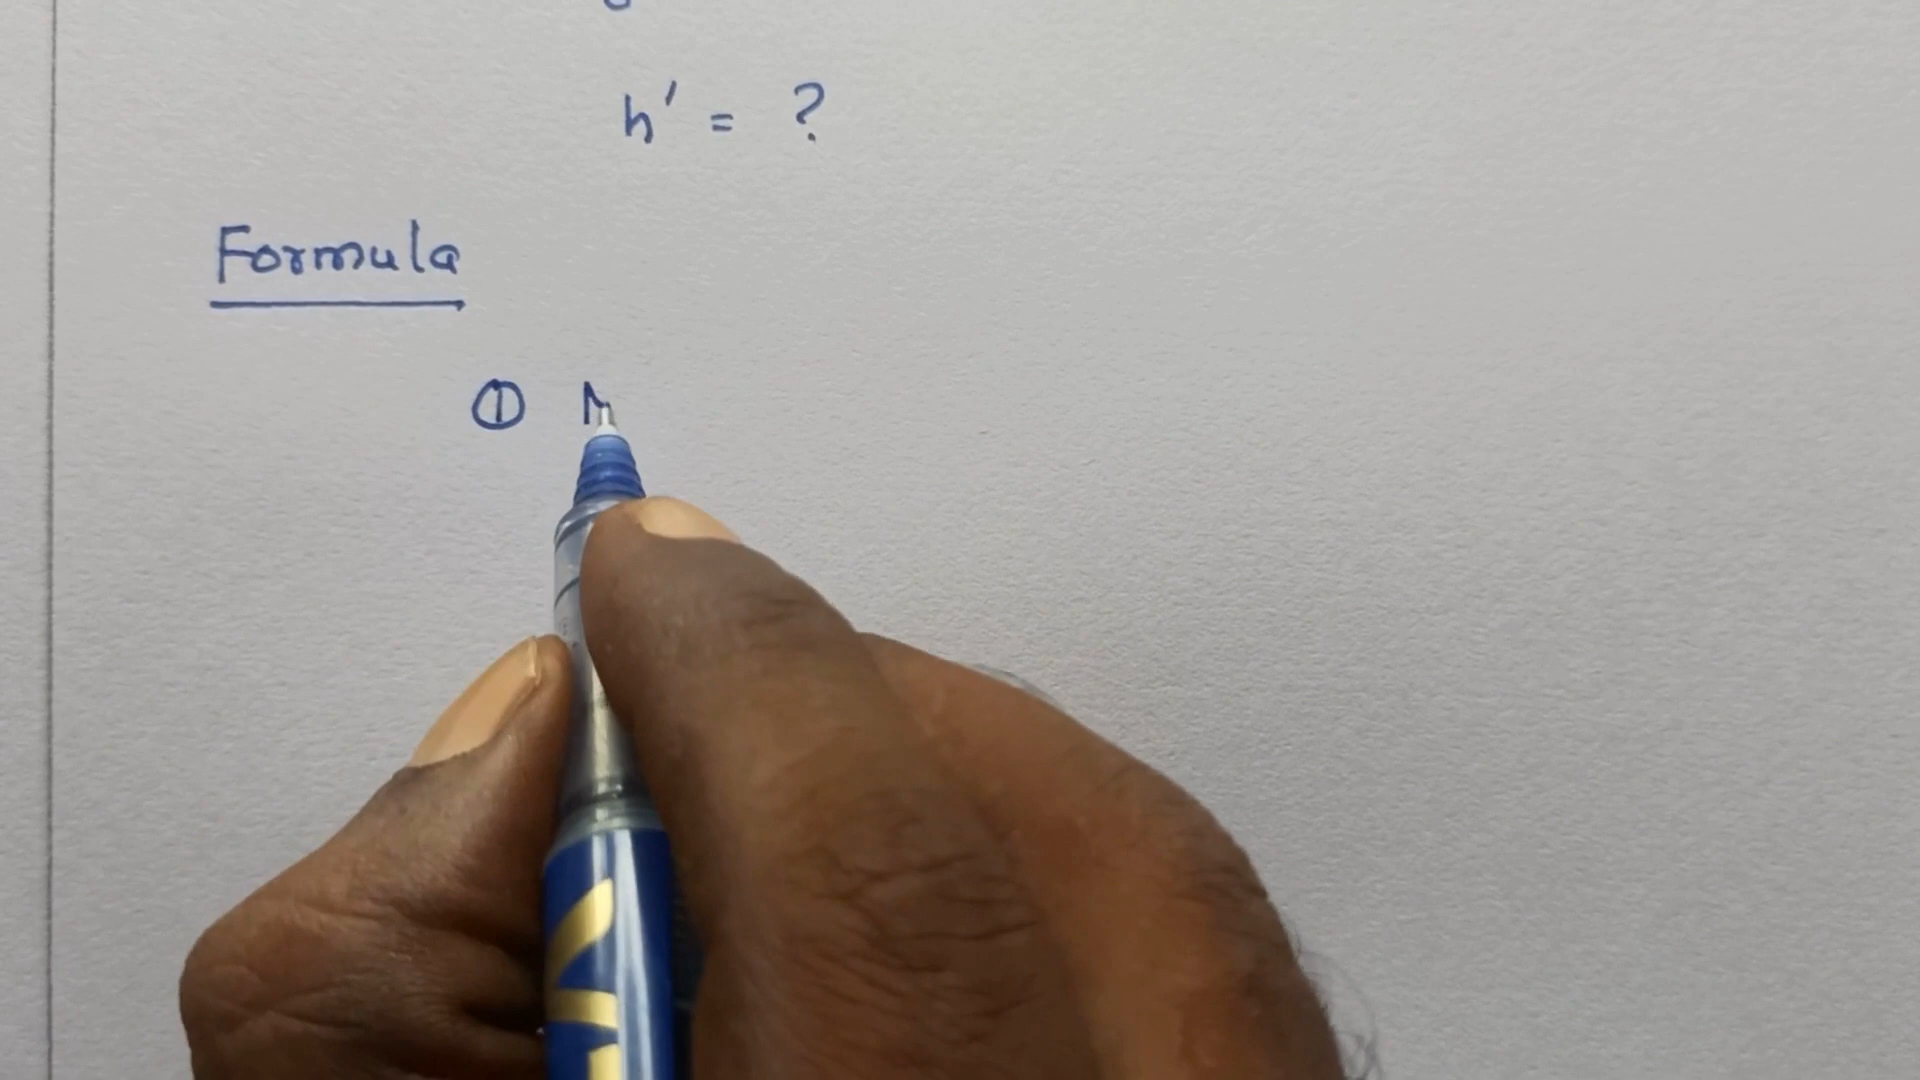 h' = ?
Formula
①